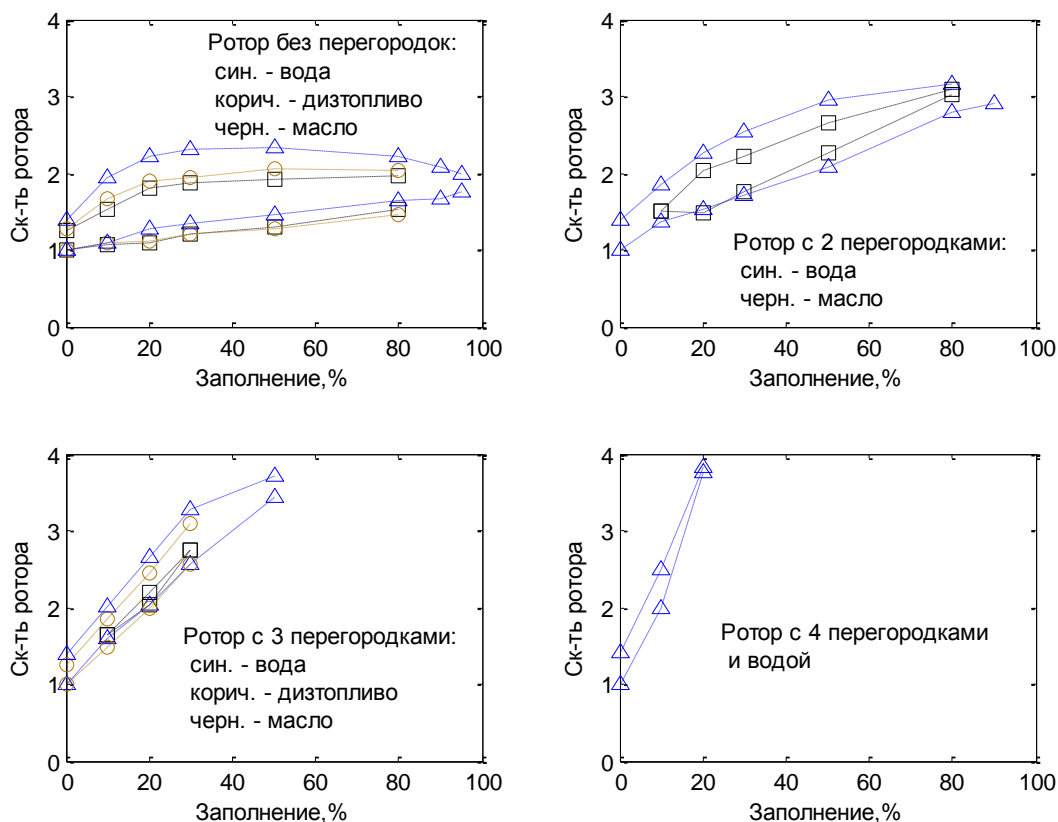 4
3
2
1
0
Ск-ть ротора
Ротор без перегородок:
син. - вода
корич. - дизтопливо
черн. - масло
0 20 40 60 80 100
Заполнение,%
4
3
2
1
0
Ск-ть ротора
Ротор с 2 перегородками:
син. - вода
черн. - масло
0 20 40 60 80 100
Заполнение,%
4
3
2
1
0
Ск-ть ротора
Ротор с 3 перегородками:
син. - вода
корич. - дизтопливо
черн. - масло
0 20 40 60 80 100
Заполнение,%
4
3
2
1
0
Ск-ть ротора
Ротор с 4 перегородками
и водой
0 20 40 60 80 100
Заполнение,%